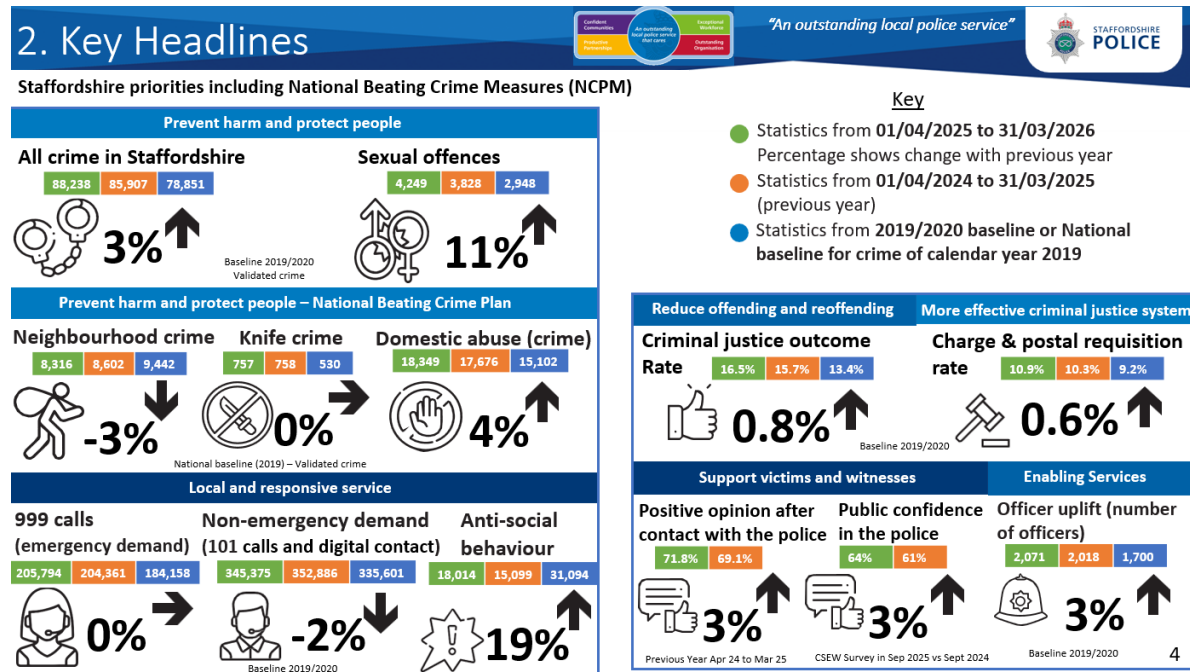 2. Key Headlines
Confident
Communities
Exceptional
Workforce
An outstanding
local police service
that cares
Productive
Partnerships
Outstanding
Organisation
"An outstanding local police service"
STAFFORDSHIRE
POLICE
Staffordshire priorities including National Beating Crime Measures (NCPM)
Key
Statistics from 01/04/2025 to 31/03/2026
Percentage shows change with previous year
Statistics from 01/04/2024 to 31/03/2025
(previous year)
Statistics from 2019/2020 baseline or National
baseline for crime of calendar year 2019
Prevent harm and protect people
All crime in Staffordshire
88,238 85,907 78,851
3%
Baseline 2019/2020
Validated crime
Sexual offences
4,249 3,828 2,948
11%
Prevent harm and protect people – National Beating Crime Plan
Neighbourhood crime
8,316 8,602 9,442
-3%
Knife crime
757 758 530
0%
Domestic abuse (crime)
18,349 17,676 15,102
4%
National baseline (2019) – Validated crime
Local and responsive service
999 calls
(emergency demand)
205,794 204,361 184,158
0%
Non-emergency demand
(101 calls and digital contact)
345,375 352,886 335,601
-2%
Baseline 2019/2020
Anti-social
behaviour
18,014 15,099 31,094
19%
Reduce offending and reoffending
Criminal justice outcome
Rate
16.5% 15.7% 13.4%
0.8%
Baseline 2019/2020
More effective criminal justice system
Charge & postal requisition
rate
10.9% 10.3% 9.2%
0.6%
Support victims and witnesses
Positive opinion after
contact with the police
71.8% 69.1%
3%
Previous Year Apr 24 to Mar 25
Public confidence
in the police
64% 61%
3%
CSEW Survey in Sep 2025 vs Sept 2024
Enabling Services
Officer uplift (number
of officers)
2,071 2,018 1,700
3%
Baseline 2019/2020
4